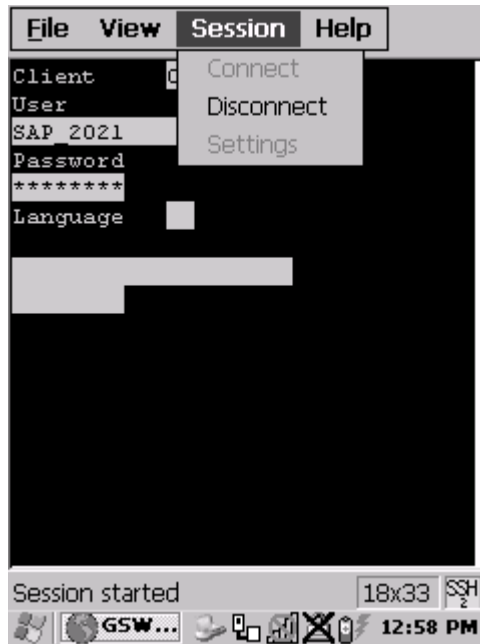 File View Session Help
Connect
Disconnect
Settings
Client
User
SAP_2021
Password
********
Language
Session started 18x33 SSH 2
GSW... 12:58 PM